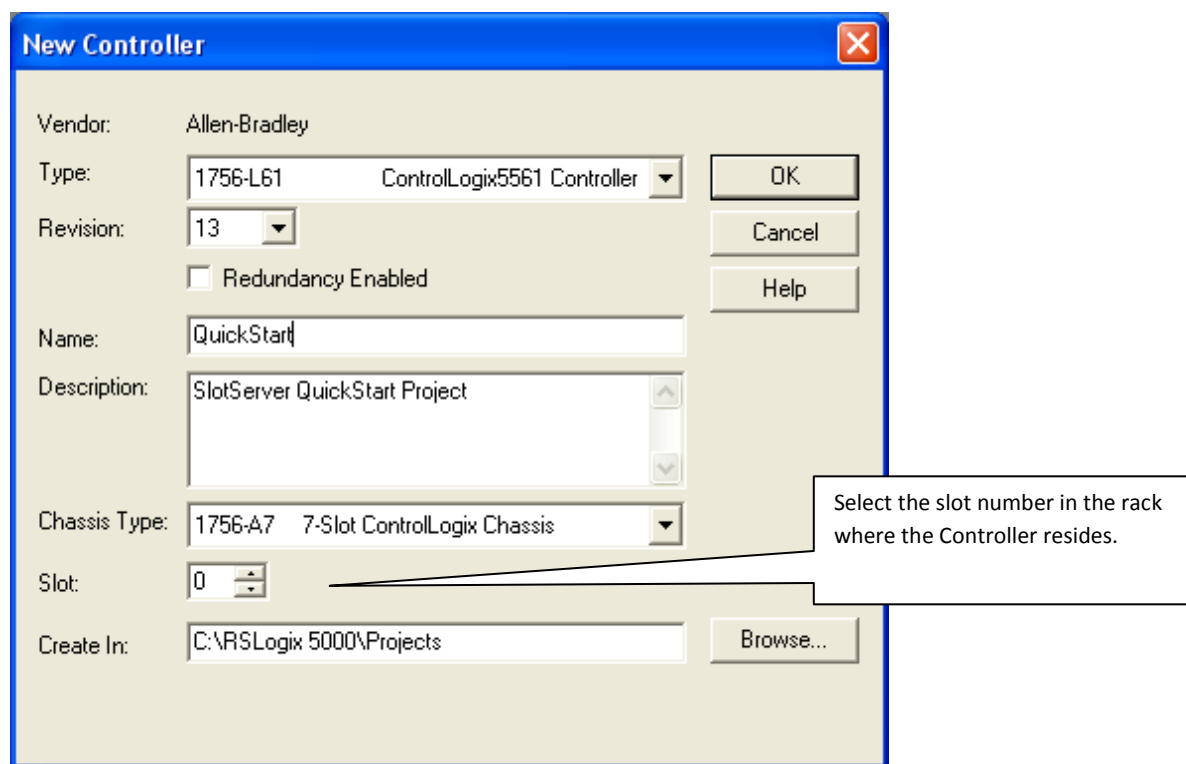 New Controller
Vendor: Allen-Bradley
Type: 1756-L61 ControlLogix5561 Controller
OK
Revision: 13
Cancel
Redundancy Enabled
Help
Name: QuickStart
Description: SlotServer QuickStart Project
Chassis Type: 1756-A7 7-Slot ControlLogix Chassis
Select the slot number in the rack
where the Controller resides.
Slot: 0
Create In: C:\RSLogix 5000\Projects
Browse...